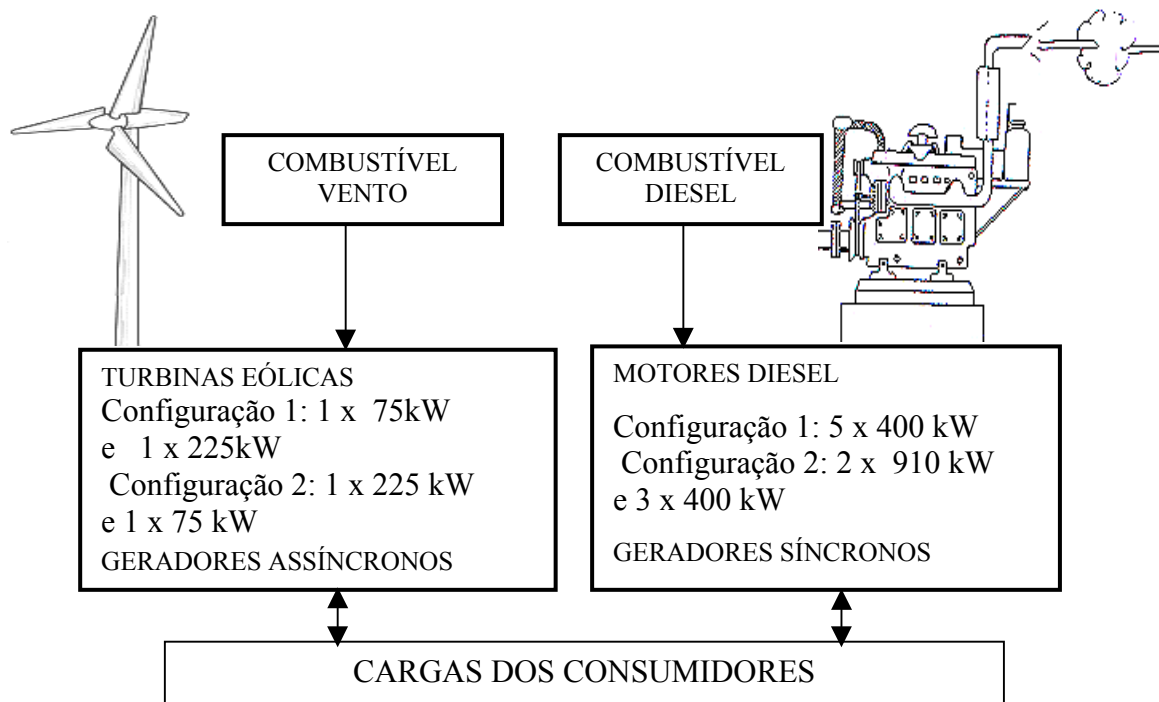 COMBUSTÍVEL
VENTO
COMBUSTÍVEL
DIESEL
TURBINAS EÓLICAS
Configuração 1: 1 x  75kW
e   1 x 225kW
Configuração 2: 1 x 225 kW
e 1 x 75 kW
GERADORES ASSÍNCRONOS
MOTORES DIESEL
Configuração 1: 5 x 400 kW
Configuração 2: 2 x  910 kW
e 3 x 400 kW
GERADORES SÍNCRONOS
CARGAS DOS CONSUMIDORES